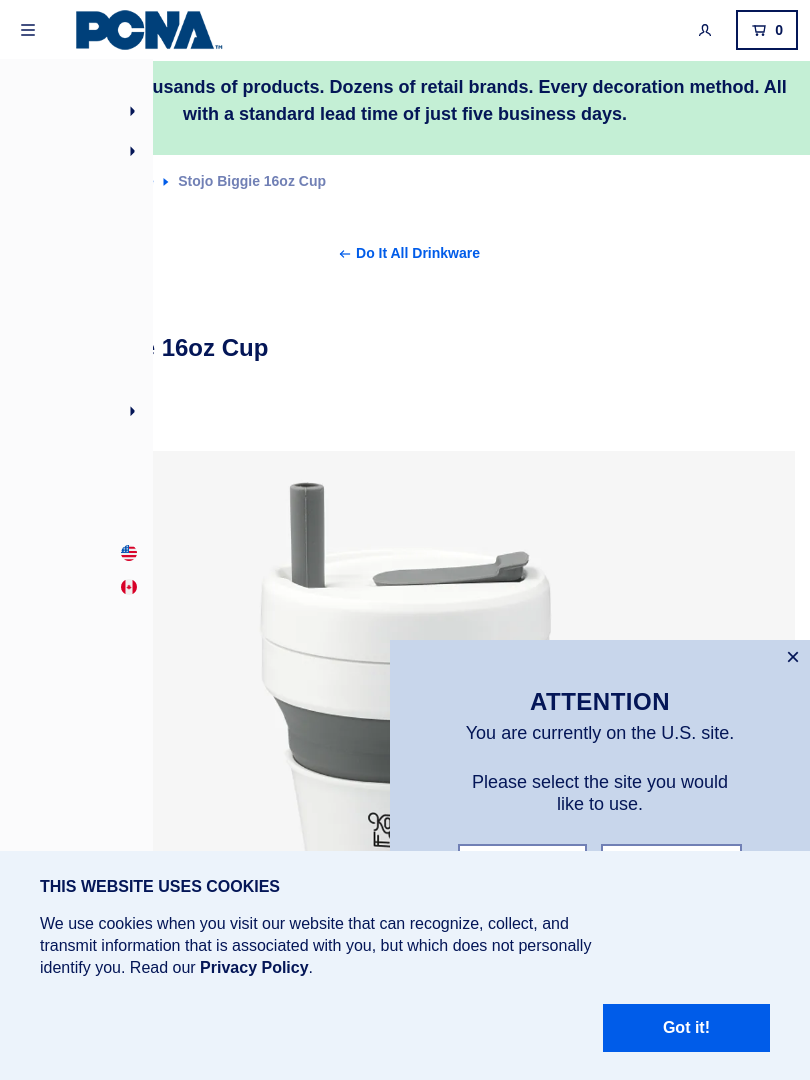 PCNA™
0
usands of products. Dozens of retail brands. Every decoration method. All
with a standard lead time of just five business days.
Stojo Biggie 16oz Cup
Do It All Drinkware
16oz Cup
ATTENTION
You are currently on the U.S. site.
Please select the site you would
like to use.
THIS WEBSITE USES COOKIES
We use cookies when you visit our website that can recognize, collect, and
transmit information that is associated with you, but which does not personally
identify you. Read our Privacy Policy.
Got it!